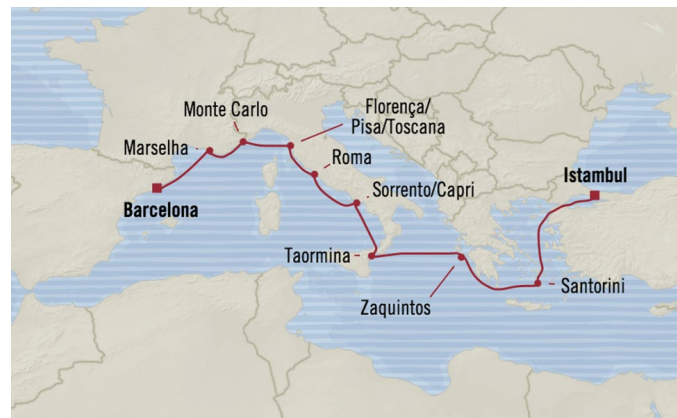 Monte Carlo
Florença/
Pisa/Toscana
Marselha
Roma
Istambul
Sorrento/Capri
Barcelona
Taormina
Santorini
Zaquintos